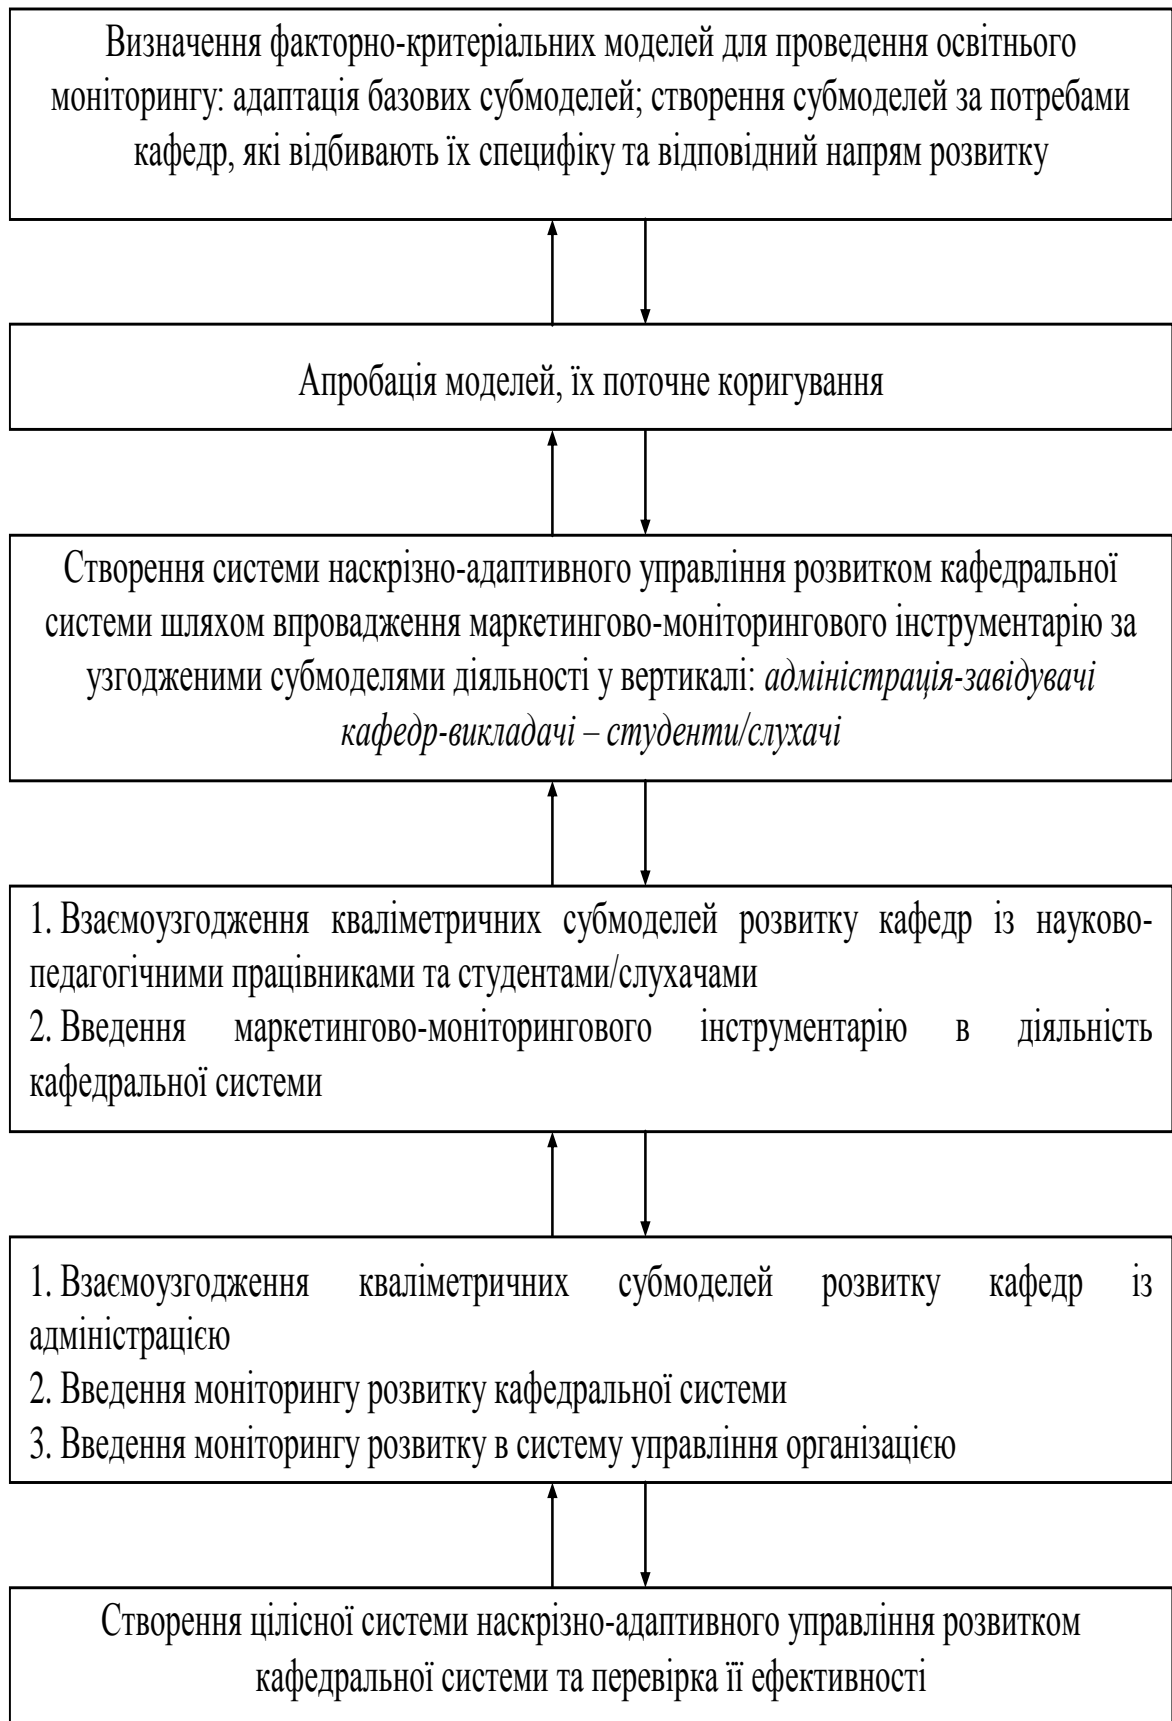 Визначення факторно-критеріальних моделей для проведення освітнього
моніторингу: адаптація базових субмоделей; створення субмоделей за потребами
кафедр, які відбивають їх специфіку та відповідний напрям розвитку
Апробація моделей, їх поточне коригування
Створення системи наскрізно-адаптивного управління розвитком кафедральної
системи шляхом впровадження маркетингово-моніторингового інструментарію за
узгодженими субмоделями діяльності у вертикалі: адміністрація-завідувачі
кафедр-викладачі – студенти/слухачі
1. Взаємоузгодження кваліметричних субмоделей розвитку кафедр із науково-
педагогічними працівниками та студентами/слухачами
2. Введення маркетингово-моніторингового інструментарію в діяльність
кафедральної системи
1. Взаємоузгодження кваліметричних субмоделей розвитку кафедр із
адміністрацією
2. Введення моніторингу розвитку кафедральної системи
3. Введення моніторингу розвитку в систему управління організацією
Створення цілісної системи наскрізно-адаптивного управління розвитком
кафедральної системи та перевірка її ефективності